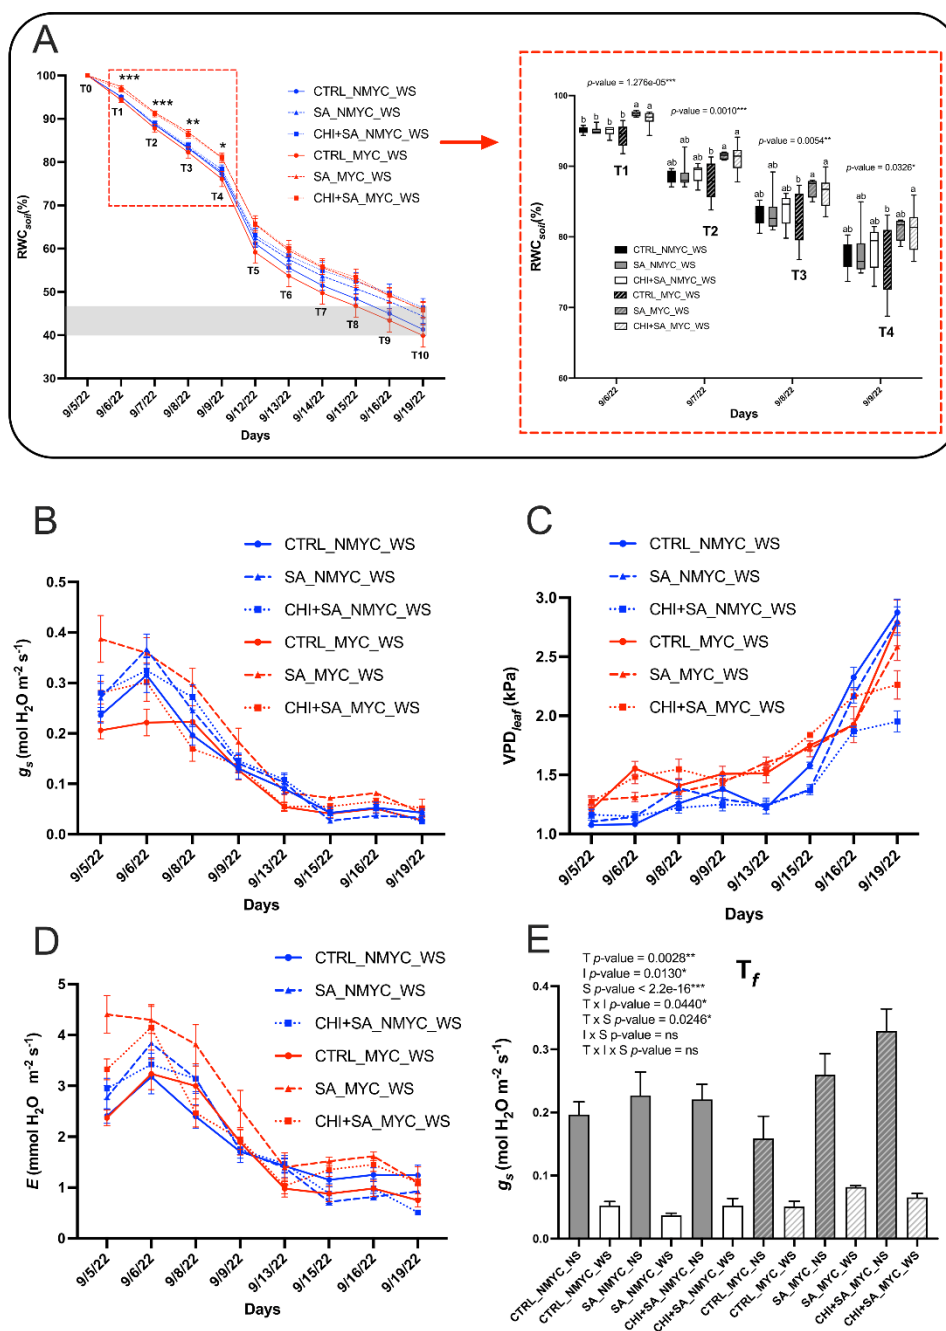 A
100
90
80
70
60
50
40
30
RWCsoil(%)
T0
T1
T2
T3
T4
T5
T6
T7
T8
T9
T10
***
***
**
*
CTRL_NMYC_WS
SA_NMYC_WS
CHI+SA_NMYC_WS
CTRL_MYC_WS
SA_MYC_WS
CHI+SA_MYC_WS
9/5/22
9/6/22
9/7/22
9/8/22
9/9/22
9/12/22
9/13/22
9/14/22
9/15/22
9/16/22
9/19/22
Days
100
90
80
70
60
RWCsoil(%)
p-value = 1.276e-05***
b b b b a a
T1
p-value = 0.0010***
ab ab ab b a a
T2
p-value = 0.0054**
ab ab ab b a a
T3
p-value = 0.0326*
ab ab ab b ab a
T4
CTRL_NMYC_WS
SA_NMYC_WS
CHI+SA_NMYC_WS
CTRL_MYC_WS
SA_MYC_WS
CHI+SA_MYC_WS
9/6/22
9/7/22
9/8/22
9/9/22
Days
B
CTRL_NMYC_WS
SA_NMYC_WS
CHI+SA_NMYC_WS
CTRL_MYC_WS
SA_MYC_WS
CHI+SA_MYC_WS
0.5
0.4
0.3
0.2
0.1
0.0
gs (mol H2O m-2 s-1)
9/5/22
9/6/22
9/8/22
9/9/22
9/13/22
9/15/22
9/16/22
9/19/22
Days
C
CTRL_NMYC_WS
SA_NMYC_WS
CHI+SA_NMYC_WS
CTRL_MYC_WS
SA_MYC_WS
CHI+SA_MYC_WS
3.0
2.5
2.0
1.5
1.0
VPDleaf (kPa)
9/5/22
9/6/22
9/8/22
9/9/22
9/13/22
9/15/22
9/16/22
9/19/22
Days
D
CTRL_NMYC_WS
SA_NMYC_WS
CHI+SA_NMYC_WS
CTRL_MYC_WS
SA_MYC_WS
CHI+SA_MYC_WS
5
4
3
2
1
0
E (mmol H2O m-2 s-1)
9/5/22
9/6/22
9/8/22
9/9/22
9/13/22
9/15/22
9/16/22
9/19/22
Days
E
T p-value = 0.0028**
I p-value = 0.0130*
S p-value < 2.2e-16***
T x I p-value = 0.0440*
T x S p-value = 0.0246*
I x S p-value = ns
T x I x S p-value = ns
Tf
0.4
0.3
0.2
0.1
0.0
gs (mol H2O m-2 s-1)
CTRL_NMYC_NS
CTRL_NMYC_WS
SA_NMYC_NS
SA_NMYC_WS
CHI+SA_NMYC_NS
CHI+SA_NMYC_WS
CTRL_MYC_NS
CTRL_MYC_WS
SA_MYC_NS
SA_MYC_WS
CHI+SA_MYC_NS
CHI+SA_MYC_WS